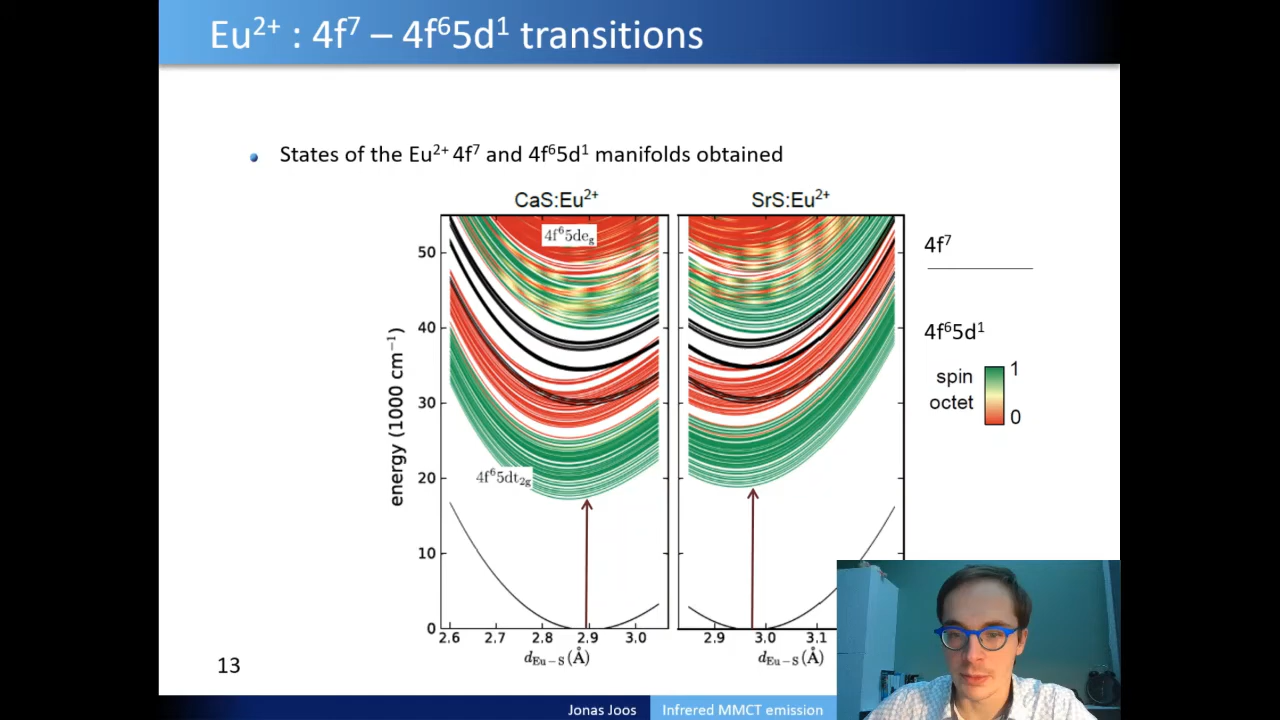 Eu²⁺ : 4f⁷ – 4f⁶5d¹ transitions
States of the Eu²⁺ 4f⁷ and 4f⁶5d¹ manifolds obtained
CaS:Eu²⁺
SrS:Eu²⁺
4f⁶5de_g
4f⁶5dt_2g
energy (1000 cm⁻¹)
50
40
30
20
10
0
2.6 2.7 2.8 2.9 3.0
2.9 3.0 3.1
d_Eu−S (Å)
d_Eu−S (Å)
4f⁷
4f⁶5d¹
spin
octet
1
0
13
Jonas Joos
Infrared MMCT emission